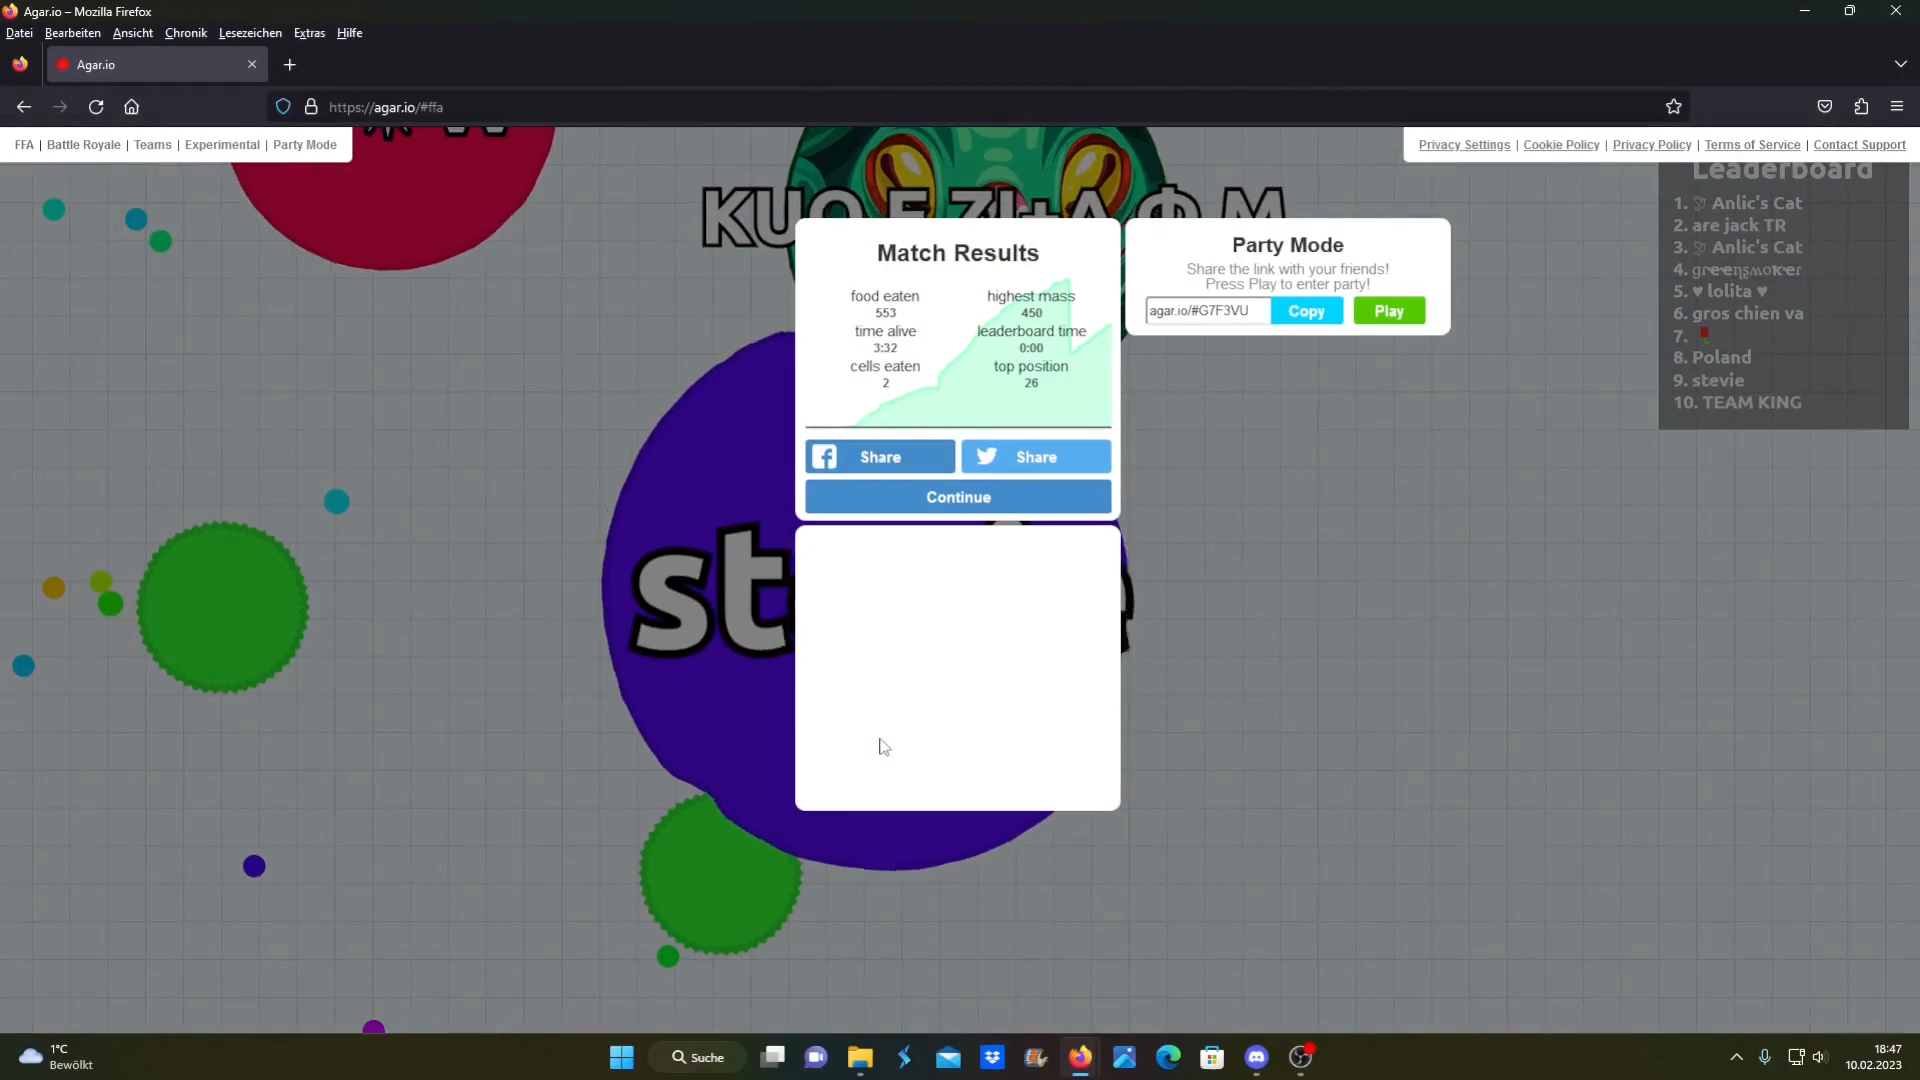 Agar.io – Mozilla Firefox
Datei Bearbeiten Ansicht Chronik Lesezeichen Extras Hilfe
Agar.io
https://agar.io/#ffa
FFA | Battle Royale | Teams | Experimental | Party Mode
Privacy Settings | Cookie Policy | Privacy Policy | Terms of Service | Contact Support
Leaderboard
1. 🕊 Anlic's Cat
2. are jack TR
3. 🕊 Anlic's Cat
4. greenşмoĸer
5. ♥ lolita ♥
6. gros chien va
7. 🌹
8. Poland
9. stevie
10. TEAM KING
Match Results
food eaten
553
highest mass
450
time alive
3:32
leaderboard time
0:00
cells eaten
2
top position
26
Share
Share
Continue
Party Mode
Share the link with your friends!
Press Play to enter party!
agar.io/#G7F3VU Copy Play
st
1°C
Bewölkt
Suche
18:47
10.02.2023